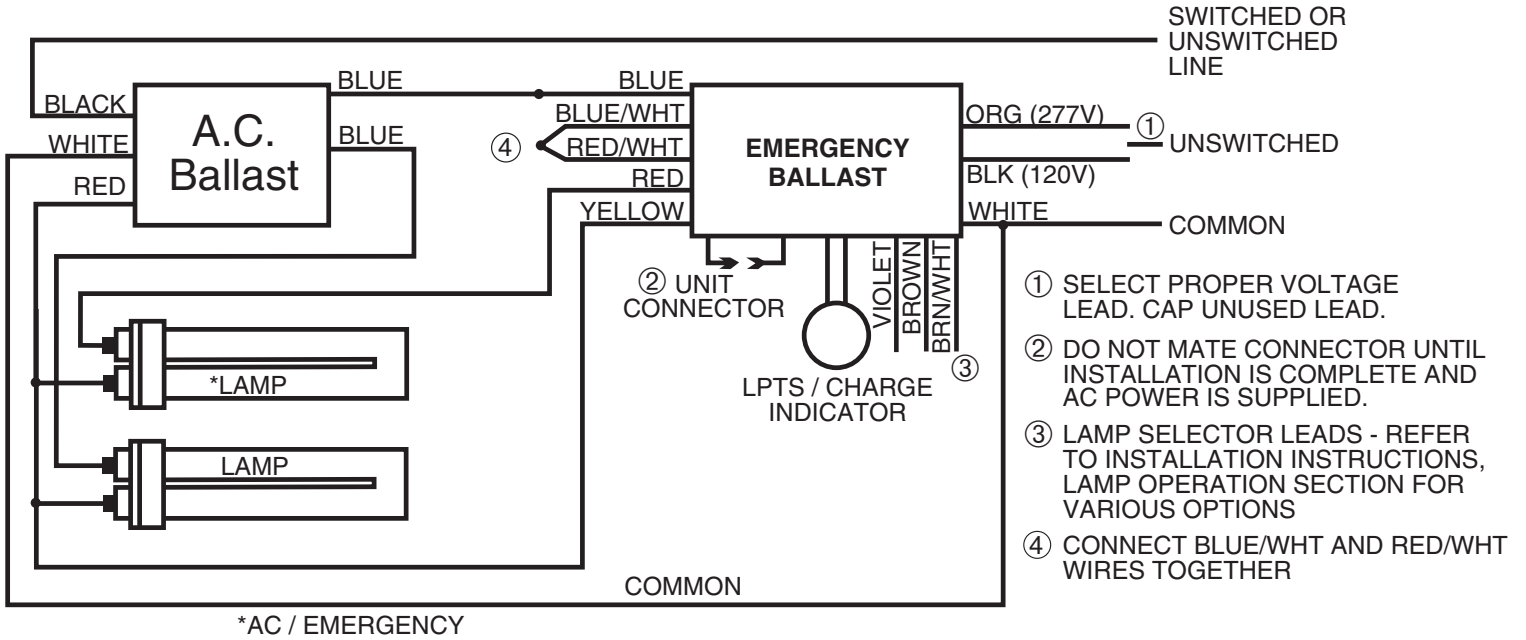 SWITCHED OR
UNSWITCHED
LINE
BLACK
WHITE
RED
A.C.
Ballast
BLUE
BLUE
BLUE
BLUE/WHT
④
RED/WHT
RED
YELLOW
EMERGENCY
BALLAST
ORG (277V)
①
UNSWITCHED
BLK (120V)
WHITE
COMMON
② UNIT
CONNECTOR
VIOLET
BROWN
BRN/WHT
③
LPTS / CHARGE
INDICATOR
*LAMP
LAMP
COMMON
*AC / EMERGENCY
① SELECT PROPER VOLTAGE
LEAD. CAP UNUSED LEAD.
② DO NOT MATE CONNECTOR UNTIL
INSTALLATION IS COMPLETE AND
AC POWER IS SUPPLIED.
③ LAMP SELECTOR LEADS - REFER
TO INSTALLATION INSTRUCTIONS,
LAMP OPERATION SECTION FOR
VARIOUS OPTIONS
④ CONNECT BLUE/WHT AND RED/WHT
WIRES TOGETHER